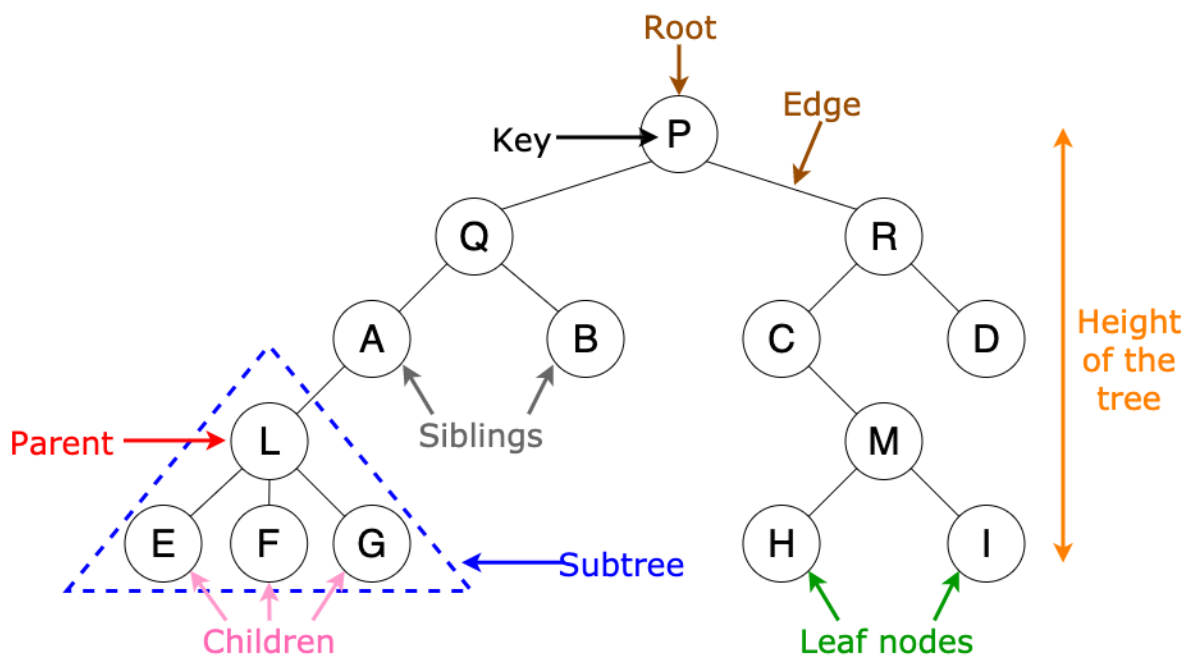 Root
Edge
Key
P
Q
R
A
B
C
D
Height
of the
tree
Siblings
Parent
L
M
E
F
G
H
I
Subtree
Children
Leaf nodes